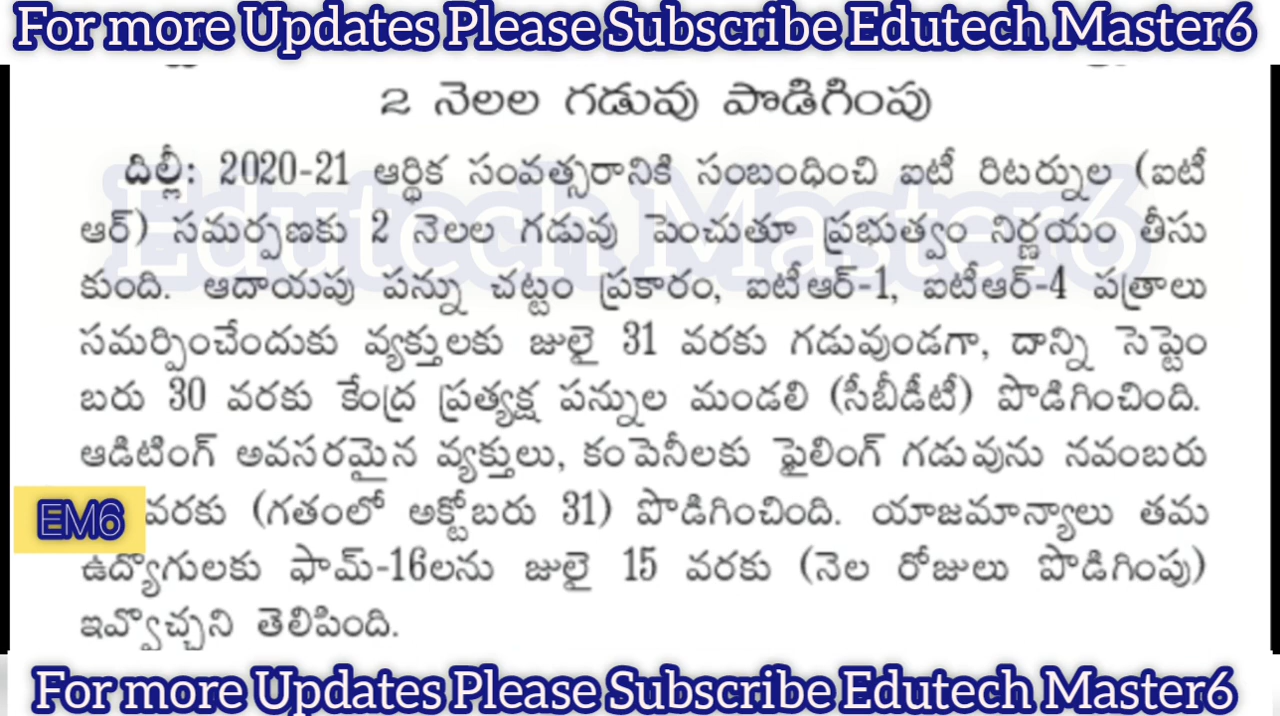 For more Updates Please Subscribe Edutech Master6
2 నెలల గడువు పొడిగింపు
దిల్లీ: 2020-21 ఆర్థిక సంవత్సరానికి సంబంధించి ఐటీ రిటర్నుల (ఐటీ
ఆర్) సమర్పణకు 2 నెలల గడువు పెంచుతూ ప్రభుత్వం నిర్ణయం తీసు
కుంది. ఆదాయపు పన్ను చట్టం ప్రకారం, ఐటీఆర్-1, ఐటీఆర్-4 పత్రాలు
సమర్పించేందుకు వ్యక్తులకు జులై 31 వరకు గడువుండగా, దాన్ని సెప్టెం
బరు 30 వరకు కేంద్ర ప్రత్యక్ష పన్నుల మండలి (సీబీడీటీ) పొడిగించింది.
ఆడిటింగ్ అవసరమైన వ్యక్తులు, కంపెనీలకు ఫైలింగ్ గడువును నవంబరు
EM6 వరకు (గతంలో అక్టోబరు 31) పొడిగించింది. యాజమాన్యాలు తమ
ఉద్యోగులకు ఫామ్-16లను జులై 15 వరకు (నెల రోజులు పొడిగింపు)
ఇవ్వొచ్చని తెలిపింది.
Edutech Master6
For more Updates Please Subscribe Edutech Master6